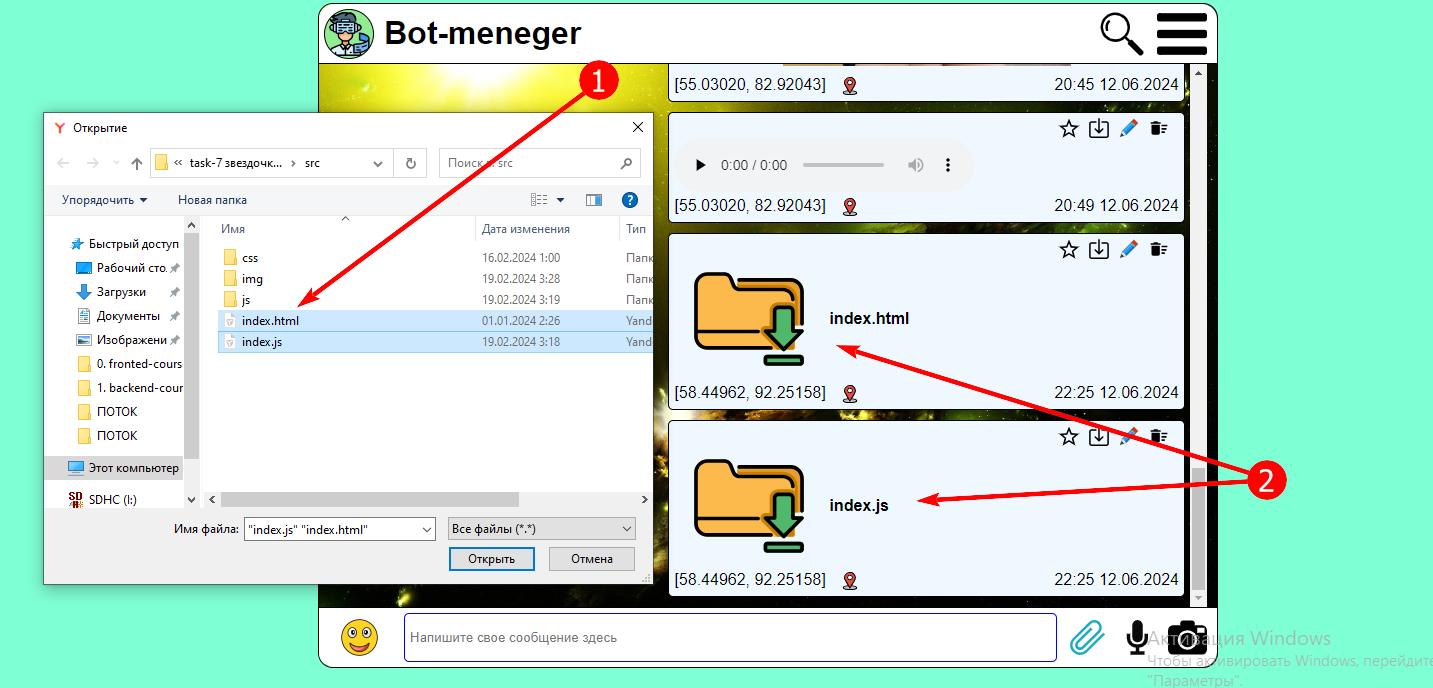 Bot-meneger
1
[55.03020, 82.92043] 20:45 12.06.2024
0:00 / 0:00
[55.03020, 82.92043] 20:49 12.06.2024
index.html
[58.44962, 92.25158] 22:25 12.06.2024
2
index.js
[58.44962, 92.25158] 22:25 12.06.2024
Напишите свое сообщение здесь
Открытие
« task-7 звездочк... › src
Поиск src
Упорядочить Новая папка
Имя Дата изменения Тип
css 16.02.2024 1:00 Папк
img 19.02.2024 3:28 Папк
js 19.02.2024 3:19 Папк
index.html 01.01.2024 2:26 Yand
index.js 19.02.2024 3:18 Yand
Быстрый доступ
Рабочий сто.
Загрузки
Документы
Изображени
0. fronted-cours
1. backend-cour
ПОТОК
ПОТОК
Этот компьютер
SDHC (I:)
Имя файла: "index.js" "index.html" Все файлы (*.*)
Открыть Отмена
Активация Windows
Чтобы активировать Windows, перейдите
"Параметры".